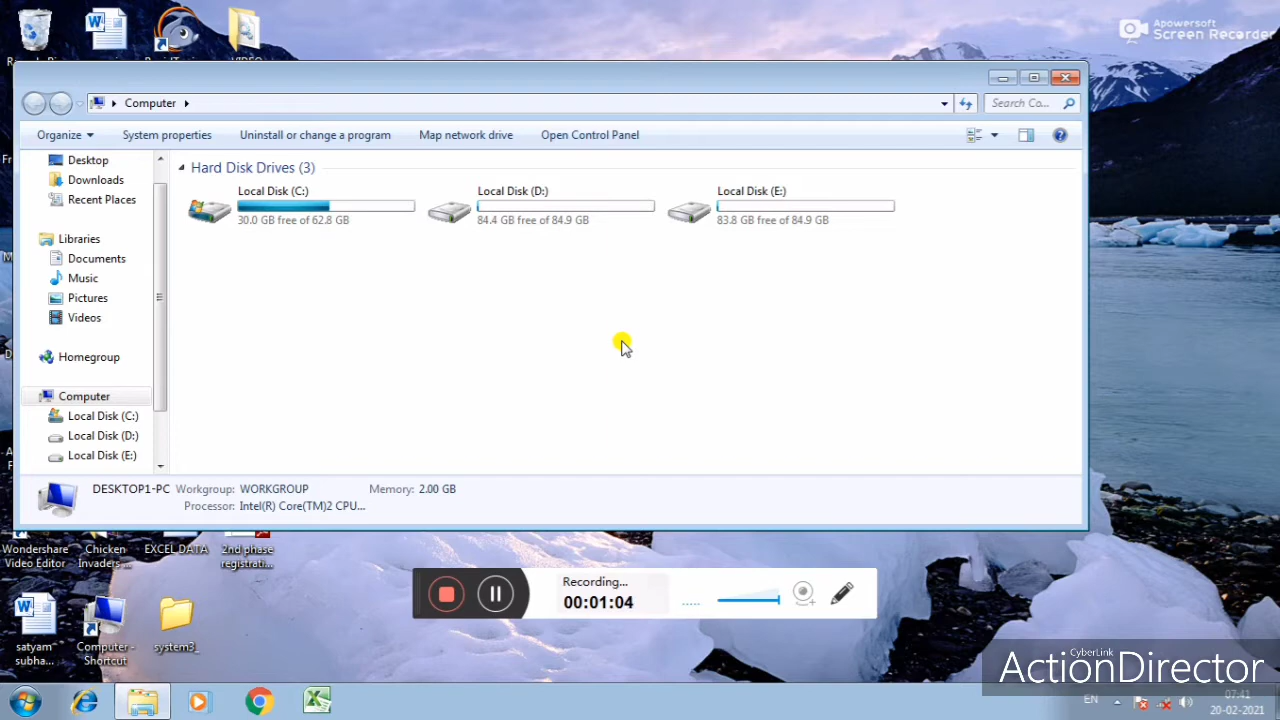 Apowersoft
Screen Recorder
VIDEO
Computer
Search Co...
Organize
System properties
Uninstall or change a program
Map network drive
Open Control Panel
Desktop
Downloads
Recent Places
Libraries
Documents
Music
Pictures
Videos
Homegroup
Computer
Local Disk (C:)
Local Disk (D:)
Local Disk (E:)
Hard Disk Drives (3)
Local Disk (C:)
30.0 GB free of 62.8 GB
Local Disk (D:)
84.4 GB free of 84.9 GB
Local Disk (E:)
83.8 GB free of 84.9 GB
DESKTOP1-PC
Workgroup: WORKGROUP
Memory: 2.00 GB
Processor: Intel(R) Core(TM)2 CPU...
Wondershare
Video Editor
Chicken
Invaders ...
EXCEL DATA
2nd phase
registrati...
satyam
subha...
Computer -
Shortcut
system3_
Recording...
00:01:04
CyberLink
ActionDirector
EN
07:41
20-02-2021